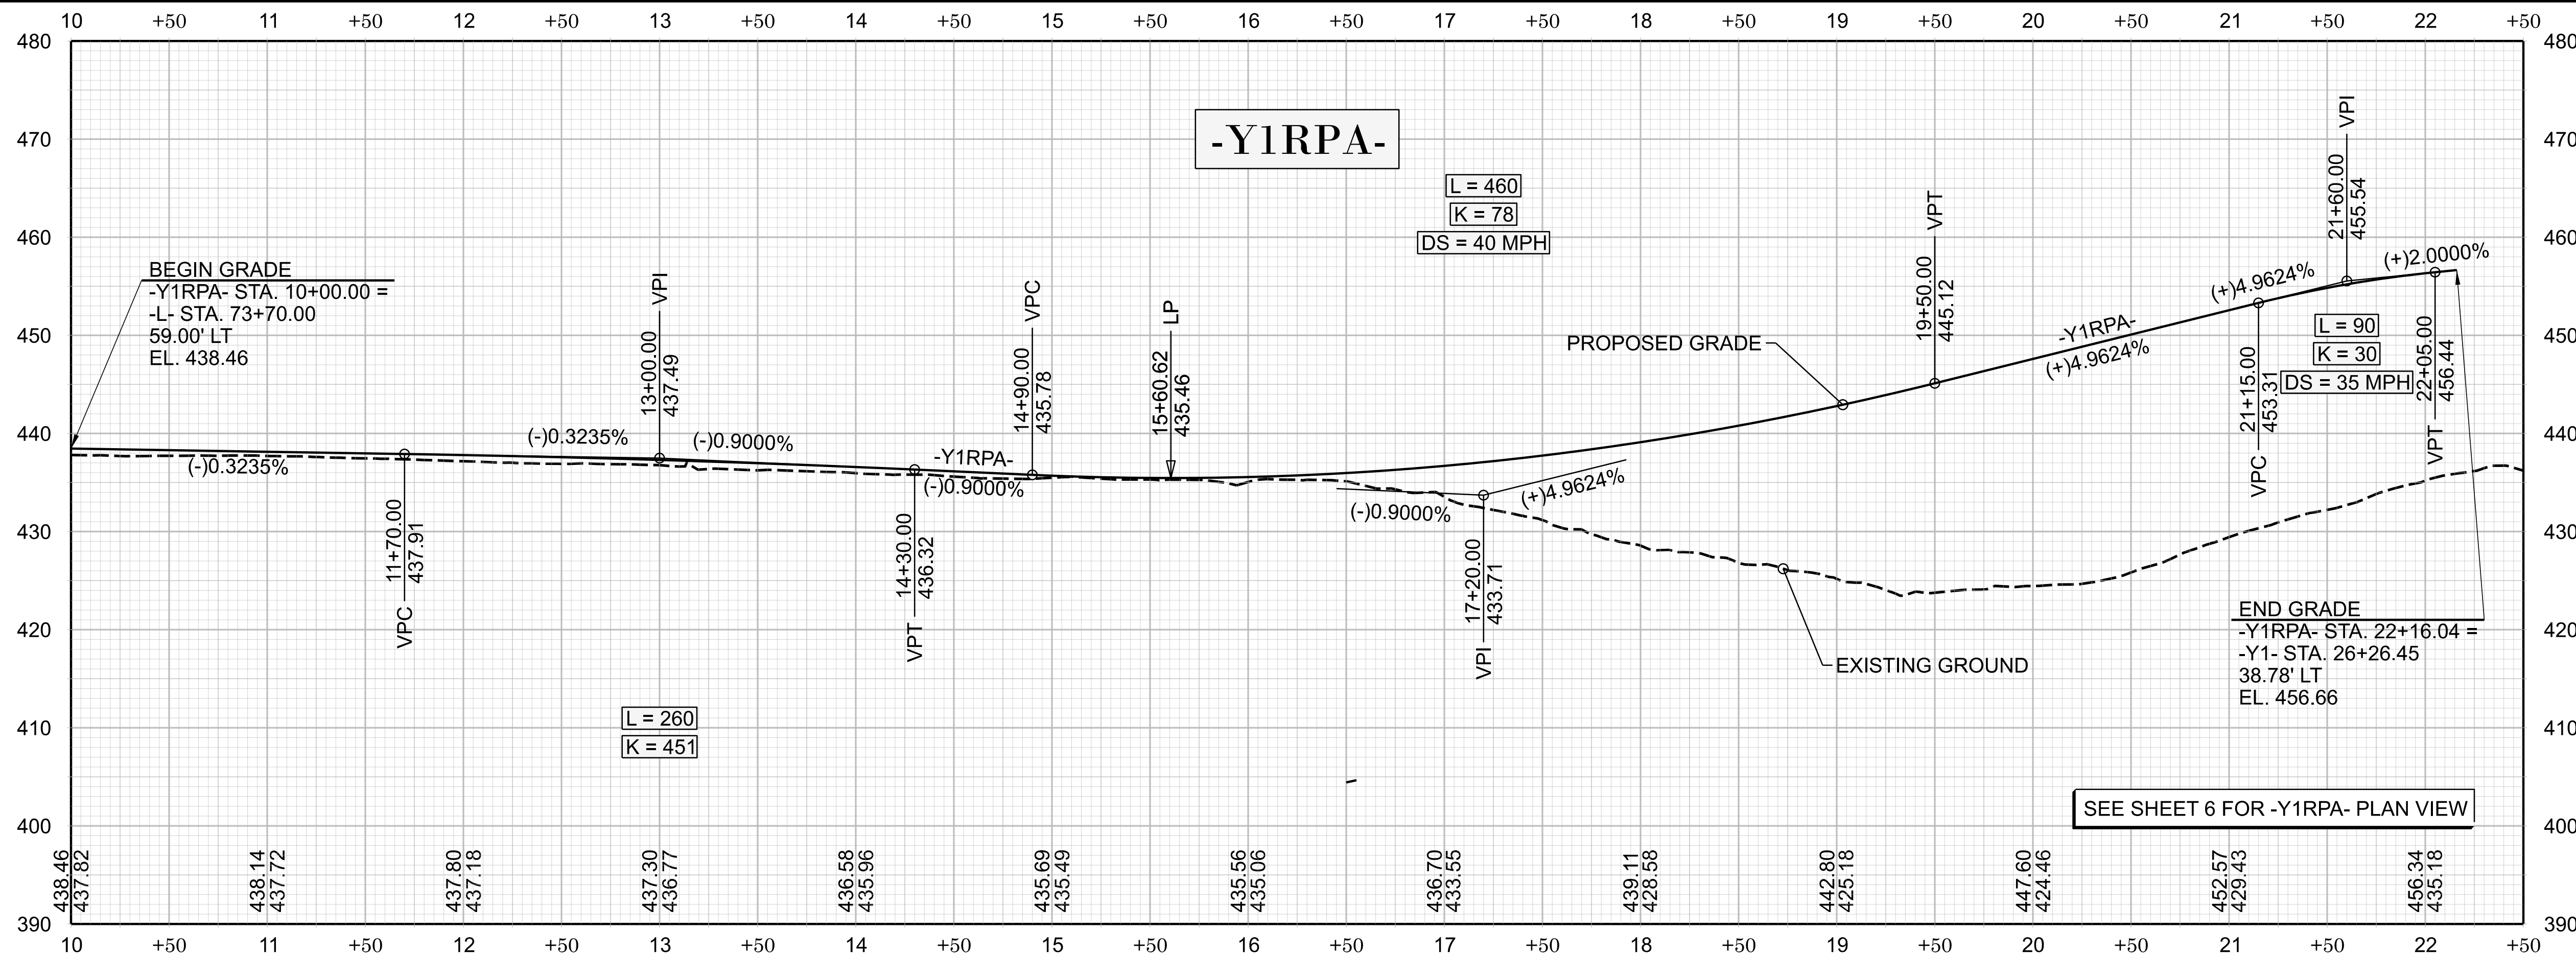 10 +50 11 +50 12 +50 13 +50 14 +50 15 +50 16 +50 17 +50 18 +50 19 +50 20 +50 21 +50 22 +50
480 480
470 470
460 460
450 450
440 440
430 430
420 420
410 410
400 400
390 390
-Y1RPA-
L = 460
K = 78
DS = 40 MPH
BEGIN GRADE
-Y1RPA- STA. 10+00.00 =
-L- STA. 73+70.00
59.00' LT
EL. 438.46
(-)0.3235%
11+70.00
437.91
VPC
(-)0.3235%
VPI
13+00.00
437.49
(-)0.9000%
L = 260
K = 451
14+30.00
436.32
VPT
-Y1RPA-
(-)0.9000%
VPC
14+90.00
435.78
LP
15+60.62
435.46
(-)0.9000%
17+20.00
433.71
VPI
(+)4.9624%
PROPOSED GRADE
EXISTING GROUND
VPT
19+50.00
445.12
-Y1RPA-
(+)4.9624%
(+)4.9624%
21+15.00
453.31
VPC
VPI
21+60.00
455.54
L = 90
K = 30
DS = 35 MPH
(+)2.0000%
22+05.00
456.44
VPT
END GRADE
-Y1RPA- STA. 22+16.04 =
-Y1- STA. 26+26.45
38.78' LT
EL. 456.66
SEE SHEET 6 FOR -Y1RPA- PLAN VIEW
438.46
437.82
438.14
437.72
437.80
437.18
437.30
436.77
436.58
435.96
435.69
435.49
435.56
435.06
436.70
433.55
439.11
428.58
442.80
425.18
447.60
424.46
452.57
429.43
456.34
435.18
10 +50 11 +50 12 +50 13 +50 14 +50 15 +50 16 +50 17 +50 18 +50 19 +50 20 +50 21 +50 22 +50